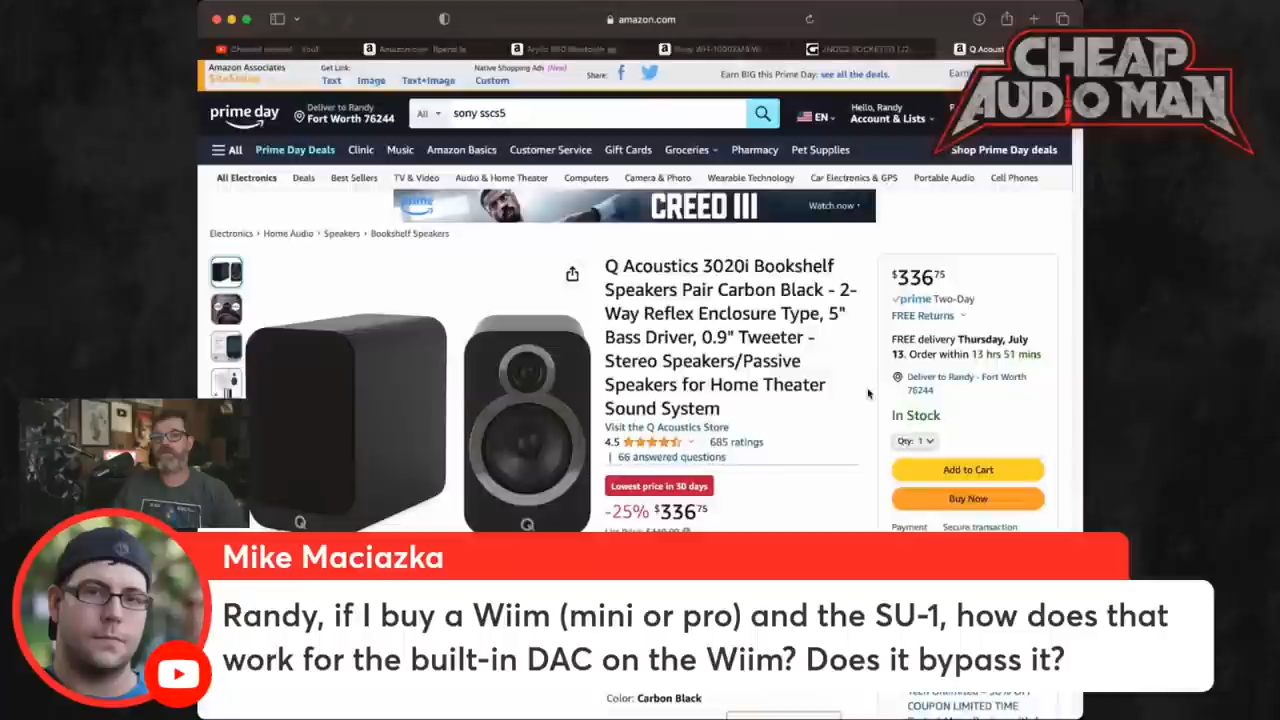 amazon.com
CHEAP
AUDIO MAN
Amazon Associates
Get Link:
Text Image Text+Image
Native Shopping Ads (New)
Custom
Share:
Earn BIG this Prime Day: see all the deals.
prime day
Deliver to Randy
Fort Worth 76244
All
sony sscs5
EN
Hello, Randy
Account & Lists
All Prime Day Deals Clinic Music Amazon Basics Customer Service Gift Cards Groceries Pharmacy Pet Supplies
Shop Prime Day deals
All Electronics Deals Best Sellers TV & Video Audio & Home Theater Computers Camera & Photo Wearable Technology Car Electronics & GPS Portable Audio Cell Phones
prime
CREED III
Watch now
Electronics › Home Audio › Speakers › Bookshelf Speakers
Q Acoustics 3020i Bookshelf
Speakers Pair Carbon Black - 2-
Way Reflex Enclosure Type, 5"
Bass Driver, 0.9" Tweeter -
Stereo Speakers/Passive
Speakers for Home Theater
Sound System
Visit the Q Acoustics Store
4.5 685 ratings
| 66 answered questions
Lowest price in 30 days
-25% $336 75
$336 75
prime Two-Day
FREE Returns
FREE delivery Thursday, July
13. Order within 13 hrs 51 mins
Deliver to Randy - Fort Worth
76244
In Stock
Qty: 1
Add to Cart
Buy Now
Payment Secure transaction
Mike Maciazka
Randy, if I buy a Wiim (mini or pro) and the SU-1, how does that
work for the built-in DAC on the Wiim? Does it bypass it?
Color: Carbon Black
COUPON LIMITED TIME